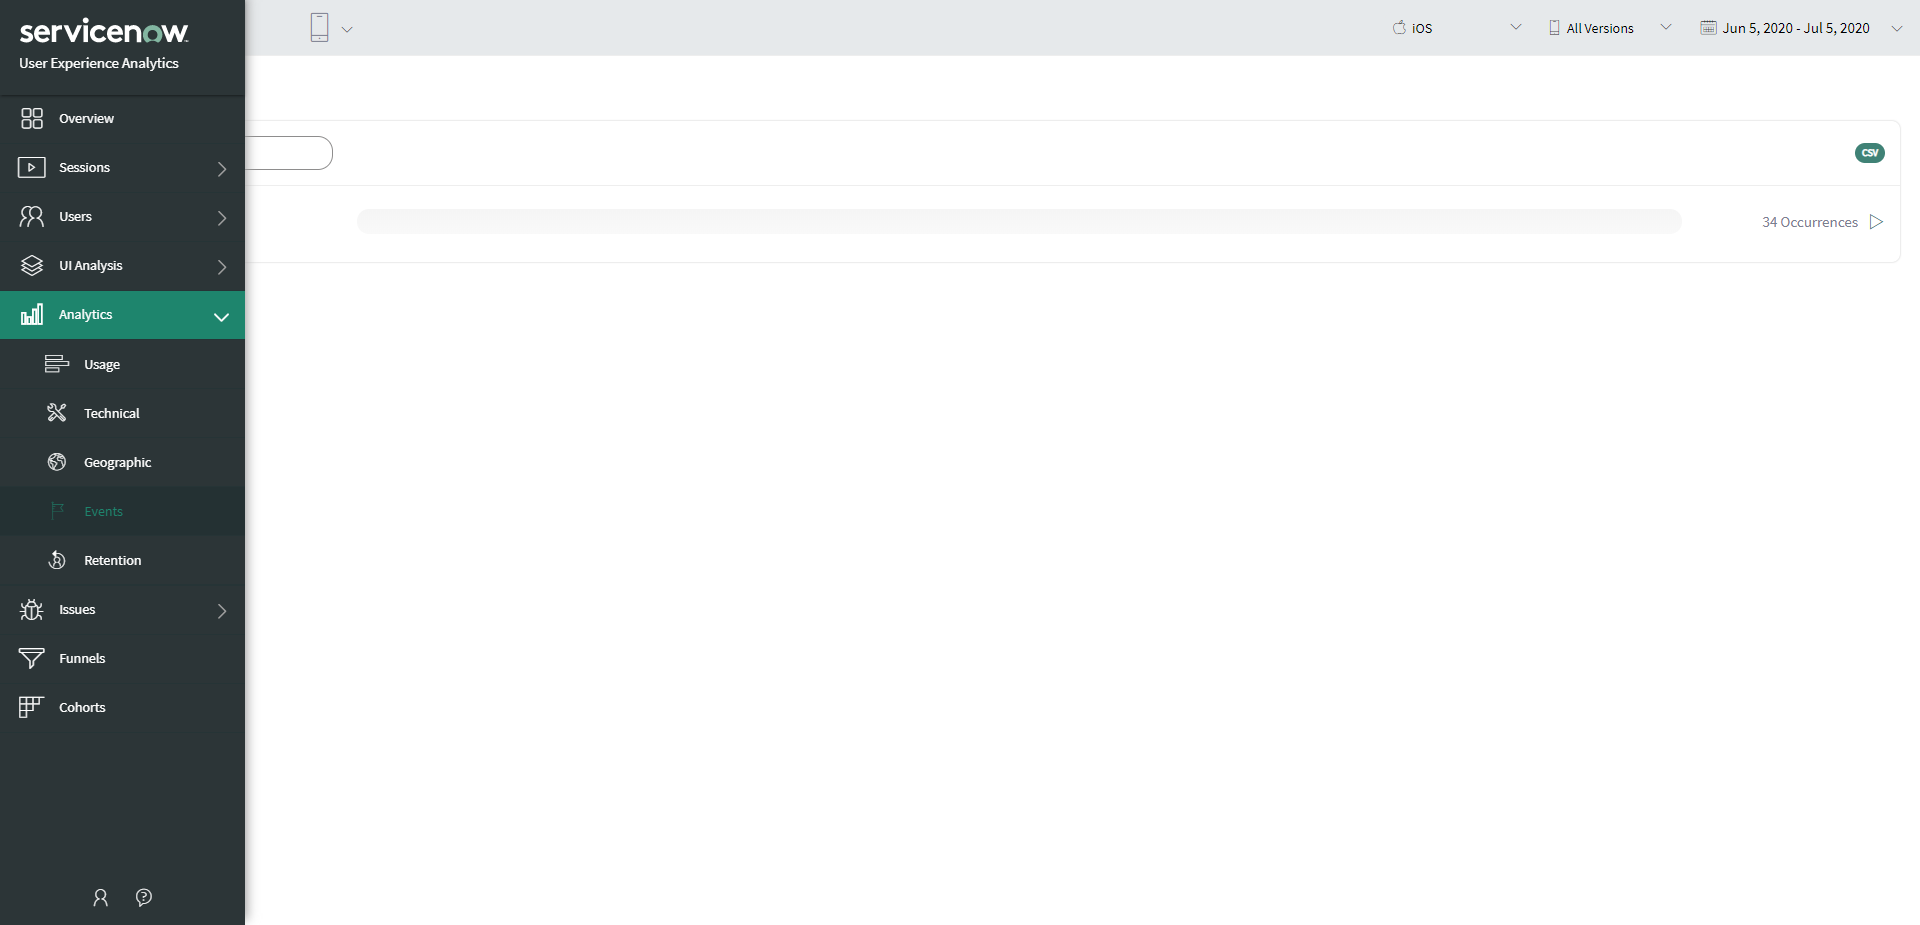 servicenow
User Experience Analytics
iOS
All Versions
Jun 5, 2020 - Jul 5, 2020
Overview
Sessions
Users
UI Analysis
Analytics
Usage
Technical
Geographic
Events
Retention
Issues
Funnels
Cohorts
CSV
34 Occurrences